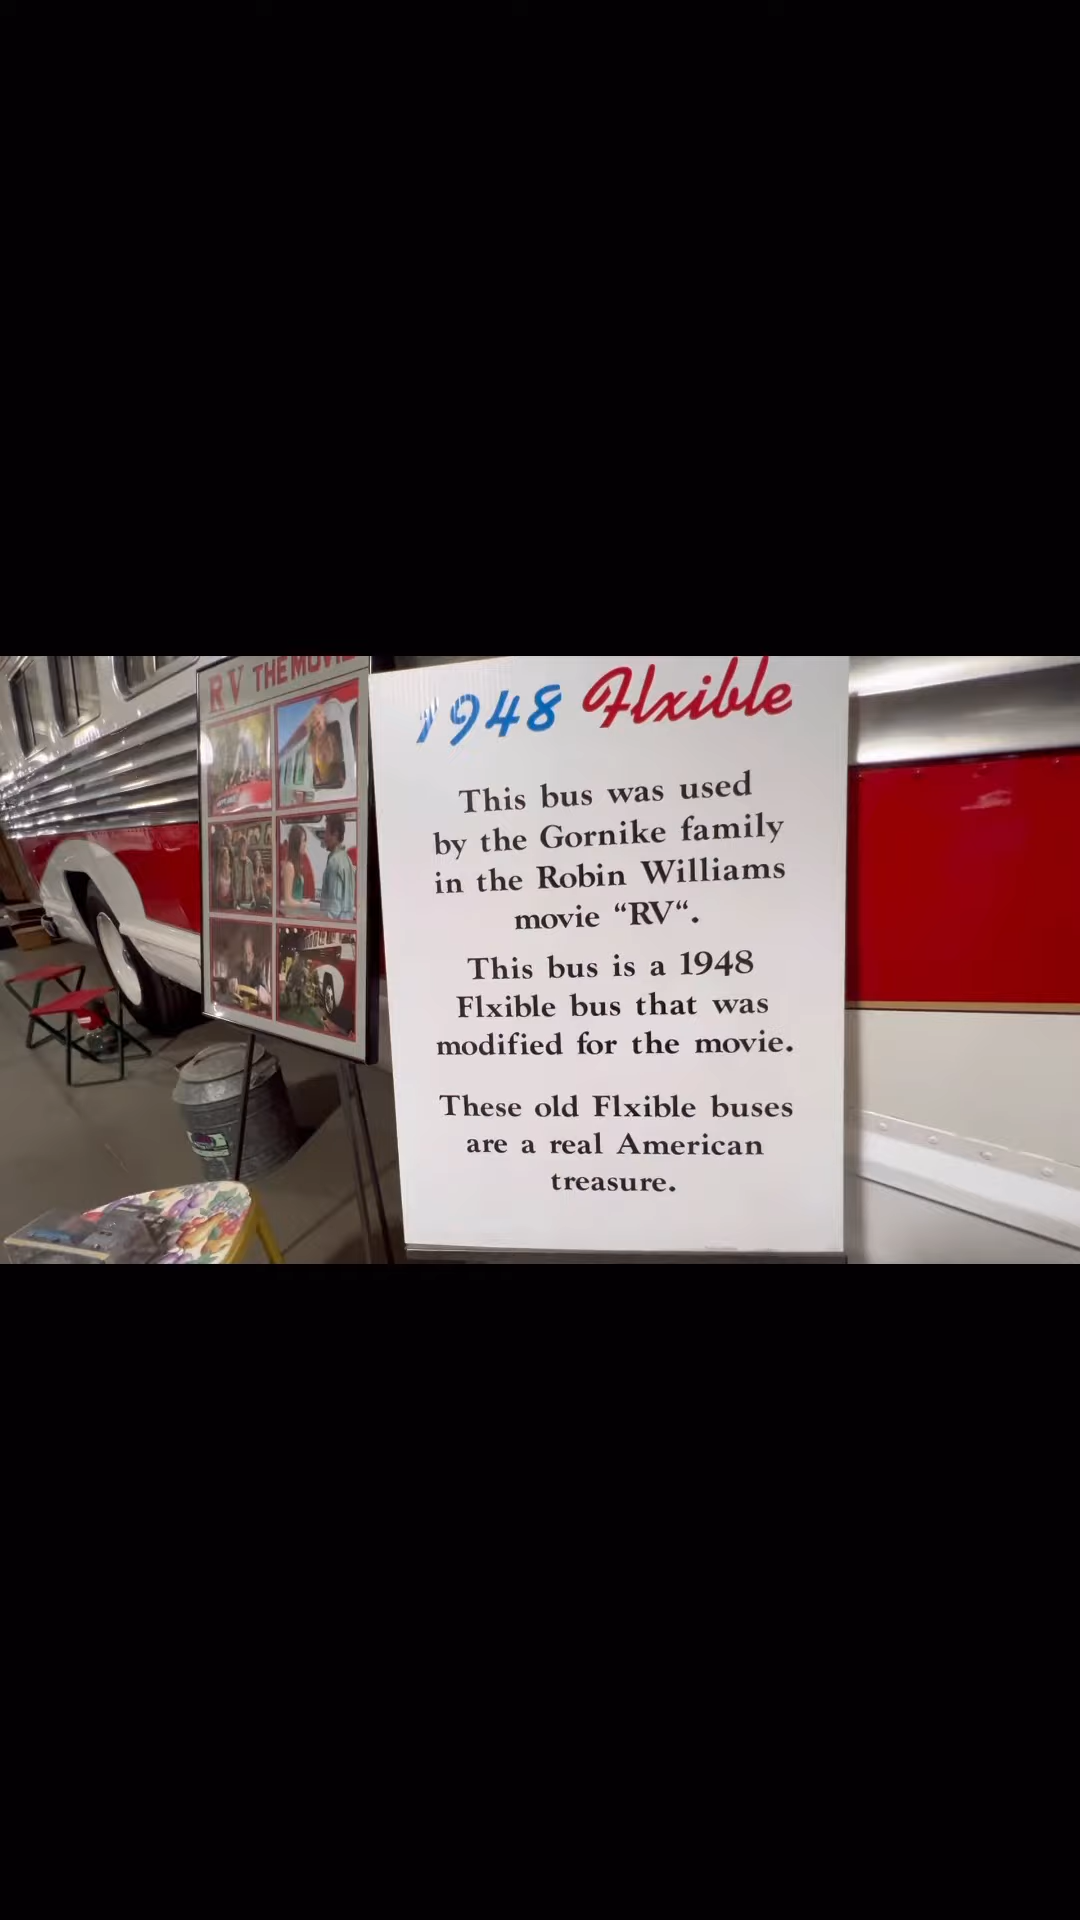 RV THE MOVIE
1948 Flxible
This bus was used
by the Gornike family
in the Robin Williams
movie “RV“.
This bus is a 1948
Flxible bus that was
modified for the movie.
These old Flxible buses
are a real American
treasure.